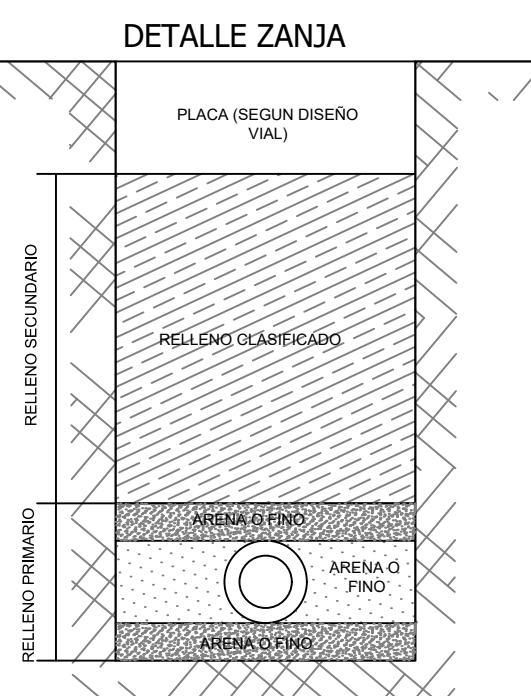 DETALLE ZANJA
PLACA (SEGUN DISEÑO
VIAL)
RELLENO SECUNDARIO
RELLENO CLASIFICADO
RELLENO PRIMARIO
ARENA O FINO
ARENA O
FINO
ARENA O FINO